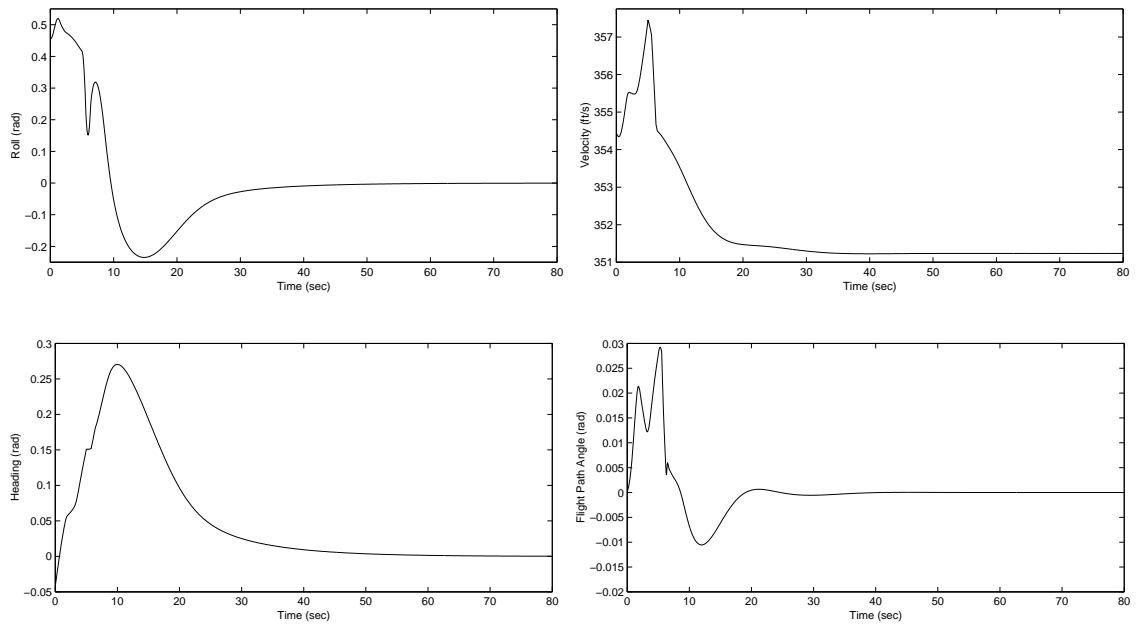 0.5
0.4
0.3
0.2
0.1
0
−0.1
−0.2
Roll (rad)
0 10 20 30 40 50 60 70 80
Time (sec)
357
356
355
354
353
352
351
Velocity (ft/s)
0 10 20 30 40 50 60 70 80
Time (sec)
0.3
0.25
0.2
0.15
0.1
0.05
0
−0.05
Heading (rad)
0 10 20 30 40 50 60 70 80
Time (sec)
0.03
0.025
0.02
0.015
0.01
0.005
0
−0.005
−0.01
−0.015
−0.02
Flight Path Angle (rad)
0 10 20 30 40 50 60 70 80
Time (sec)